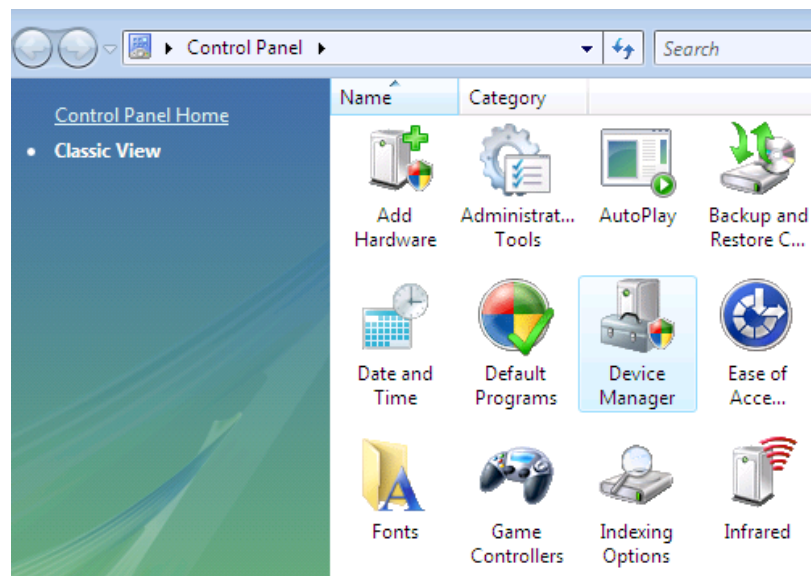 Control Panel
Search
Control Panel Home
Classic View
Name Category
Add Hardware
Administrat... Tools
AutoPlay
Backup and Restore C...
Date and Time
Default Programs
Device Manager
Ease of Acce...
Fonts
Game Controllers
Indexing Options
Infrared